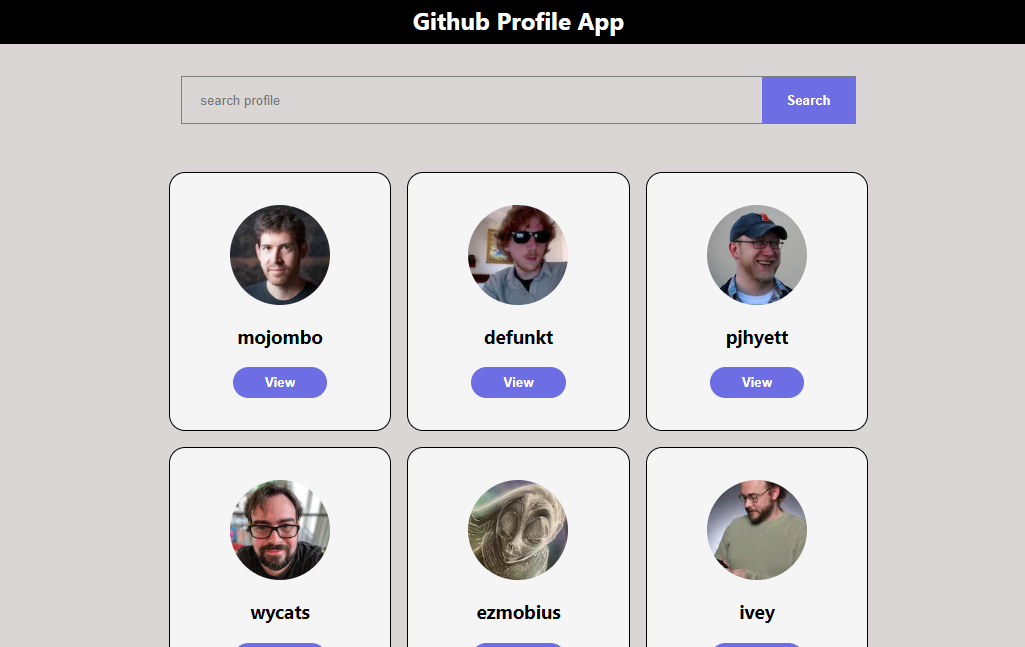 Github Profile App
search profile
Search
mojombo
defunkt
pjhyett
View
View
View
wycats
ezmobius
ivey